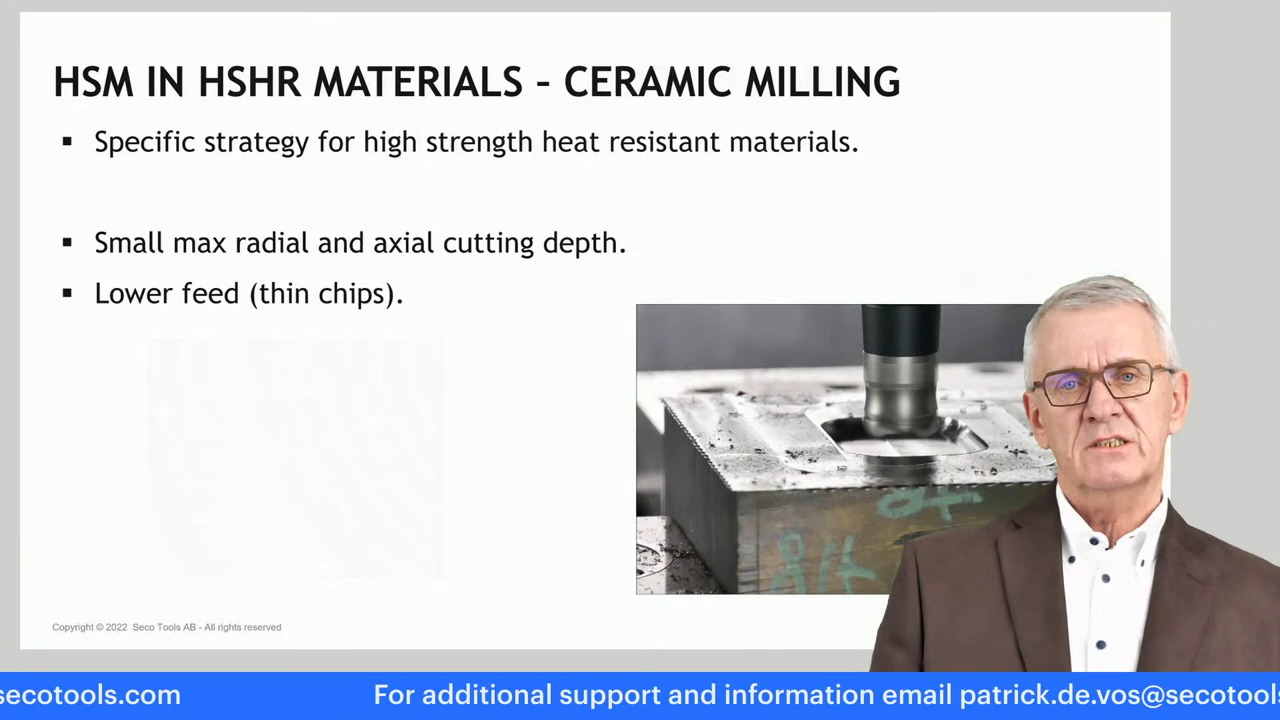 HSM IN HSHR MATERIALS – CERAMIC MILLING
▪ Specific strategy for high strength heat resistant materials.
▪ Small max radial and axial cutting depth.
▪ Lower feed (thin chips).
Copyright © 2022 Seco Tools AB - All rights reserved
secotools.com For additional support and information email patrick.de.vos@secotools